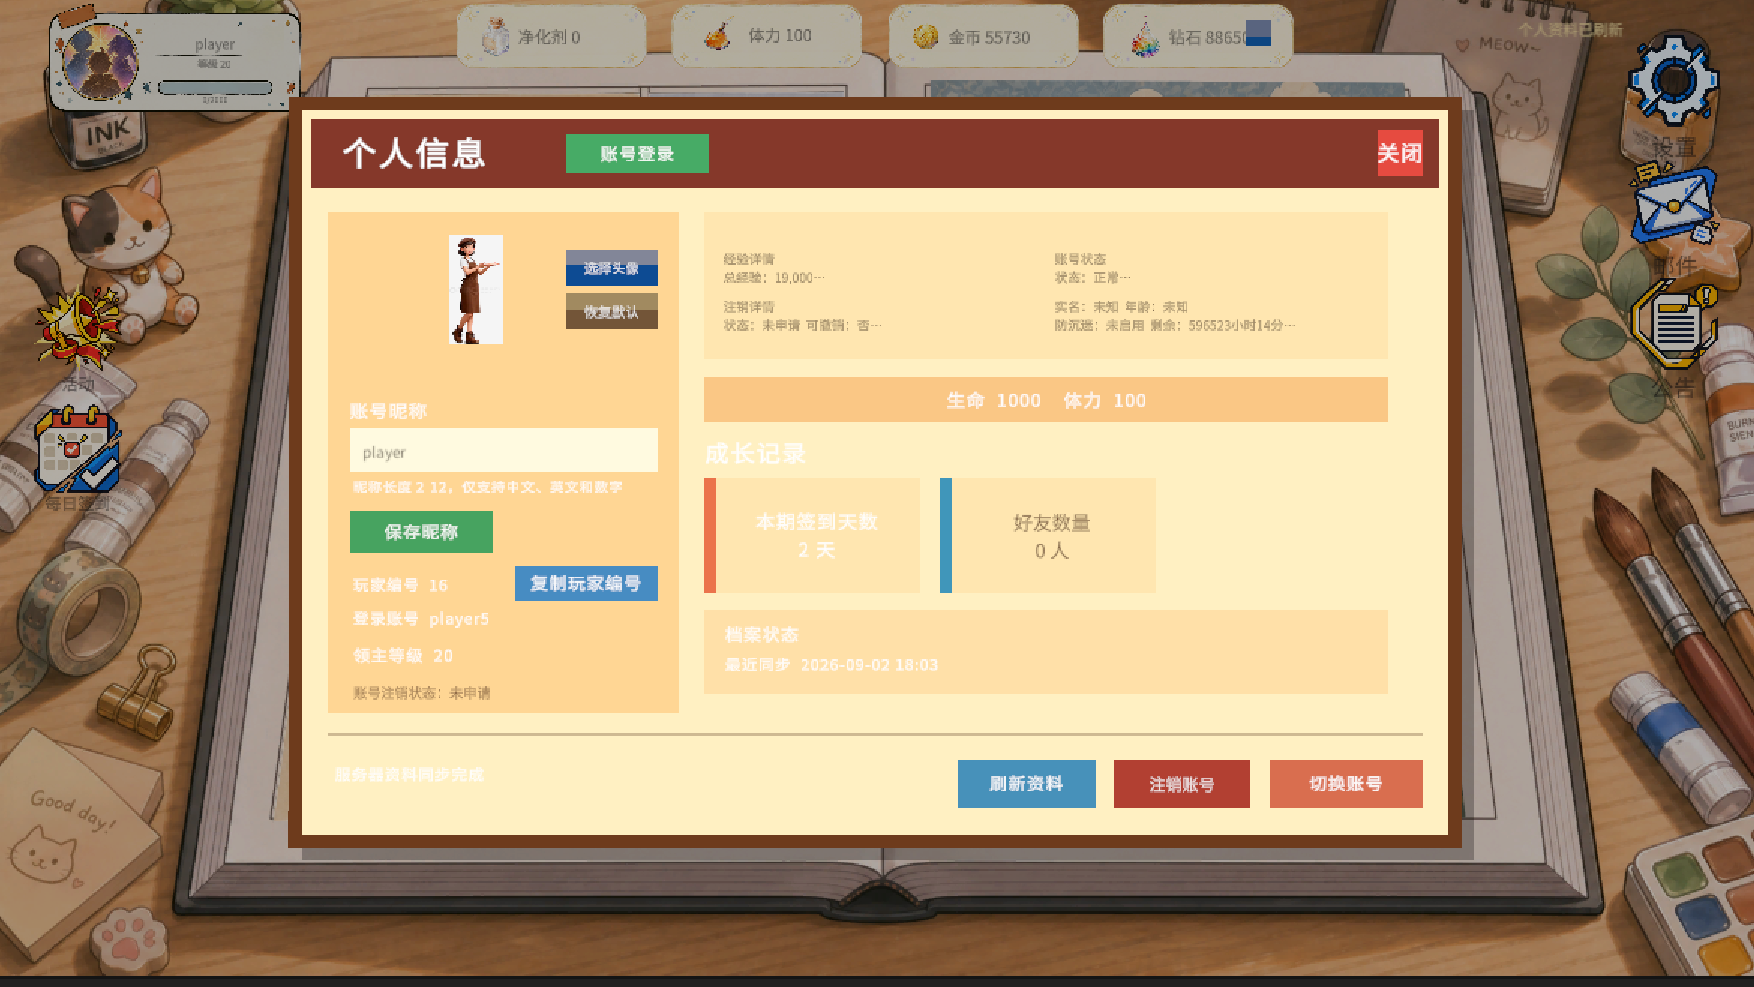 player
等级 20
净化剂 0
体力 100
金币 55730
钻石 8865
个人资料已刷新
MEOW~
INK
BLACK
设置
邮件
公告
活动
每日签到
个人信息
账号登录
关闭
选择头像
恢复默认
账号昵称
player
昵称长度 2 12，仅支持中文、英文和数字
保存昵称
玩家编号 16
复制玩家编号
登录账号 player5
领主等级 20
账号注销状态：未申请
经验详情
总经验：19,000…
账号状态
状态：正常…
注销详情
状态：未申请 可撤销：否…
实名：未知 年龄：未知
防沉迷：未启用 剩余：596523小时14分…
生命 1000 体力 100
成长记录
本期签到天数
2 天
好友数量
0 人
档案状态
最近同步 2026-09-02 18:03
服务器资料同步完成
刷新资料
注销账号
切换账号
Good day!